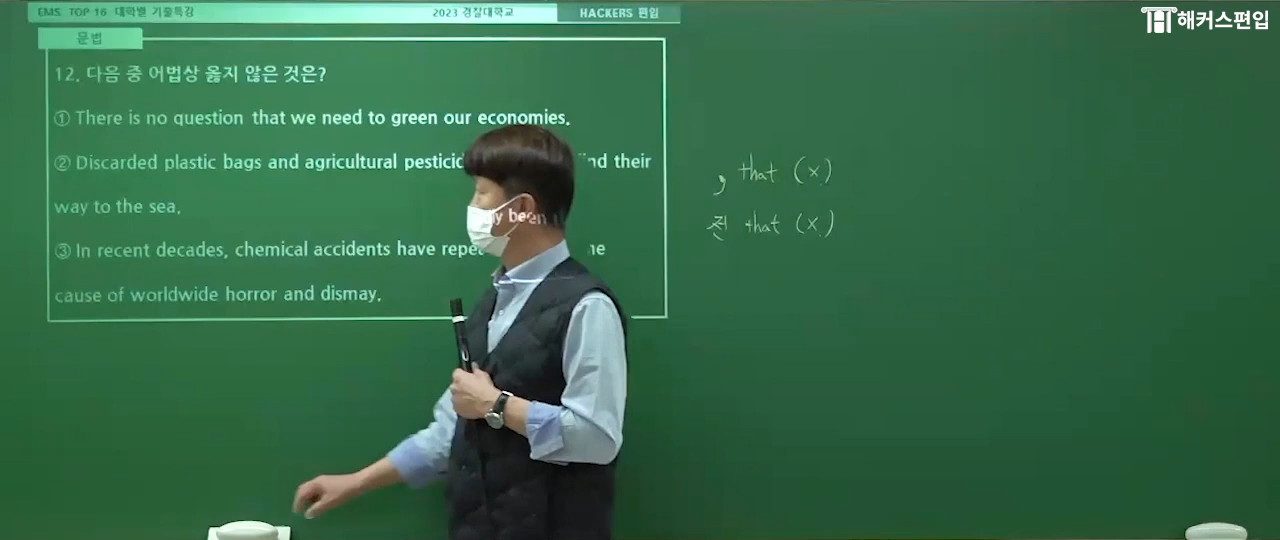 EMS TOP 16 대학별 기출특강 2023 경찰대학교 HACKERS 편입
해커스편입
문법
12. 다음 중 어법상 옳지 않은 것은?
① There is no question that we need to green our economies.
② Discarded plastic bags and agricultural their
way to the sea.
③ In recent decades, chemical accidents have
cause of worldwide horror and dismay.
, that (×)
전 that (×)